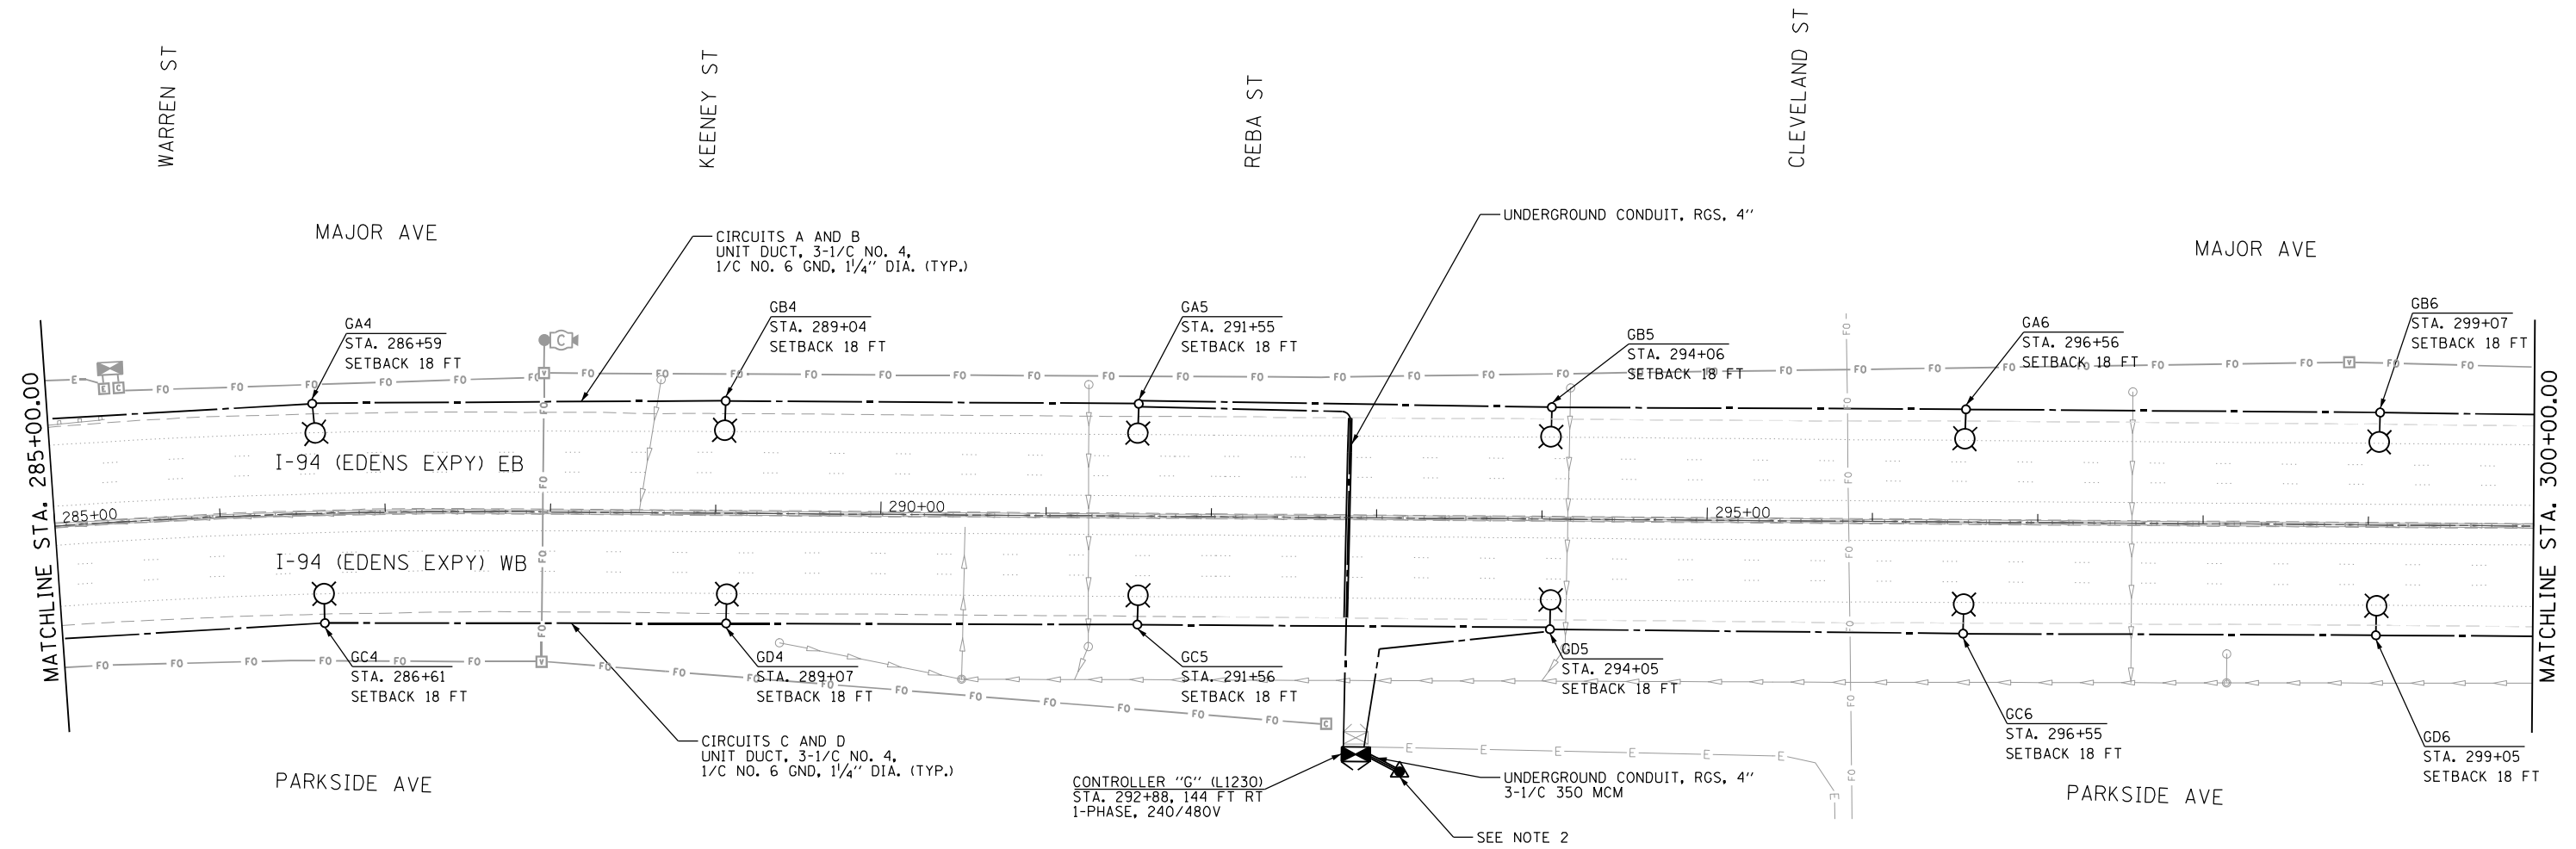 WARREN ST
KEENEY ST
REBA ST
CLEVELAND ST
MAJOR AVE
MAJOR AVE
UNDERGROUND CONDUIT, RGS, 4"
CIRCUITS A AND B
UNIT DUCT, 3-1/C NO. 4,
1/C NO. 6 GND, 1 1/4" DIA. (TYP.)
GA4
STA. 286+59
SETBACK 18 FT
GB4
STA. 289+04
SETBACK 18 FT
GA5
STA. 291+55
SETBACK 18 FT
GB5
STA. 294+06
SETBACK 18 FT
GA6
STA. 296+56
SETBACK 18 FT
GB6
STA. 299+07
SETBACK 18 FT
MATCHLINE STA. 285+00.00
I-94 (EDENS EXPY) EB
285+00
290+00
295+00
I-94 (EDENS EXPY) WB
MATCHLINE STA. 300+00.00
GC4
STA. 286+61
SETBACK 18 FT
GD4
STA. 289+07
SETBACK 18 FT
GC5
STA. 291+56
SETBACK 18 FT
GD5
STA. 294+05
SETBACK 18 FT
GC6
STA. 296+55
SETBACK 18 FT
GD6
STA. 299+05
SETBACK 18 FT
CIRCUITS C AND D
UNIT DUCT, 3-1/C NO. 4,
1/C NO. 6 GND, 1 1/4" DIA. (TYP.)
CONTROLLER "G" (L1230)
STA. 292+88, 144 FT RT
1-PHASE, 240/480V
UNDERGROUND CONDUIT, RGS, 4"
3-1/C 350 MCM
SEE NOTE 2
PARKSIDE AVE
PARKSIDE AVE